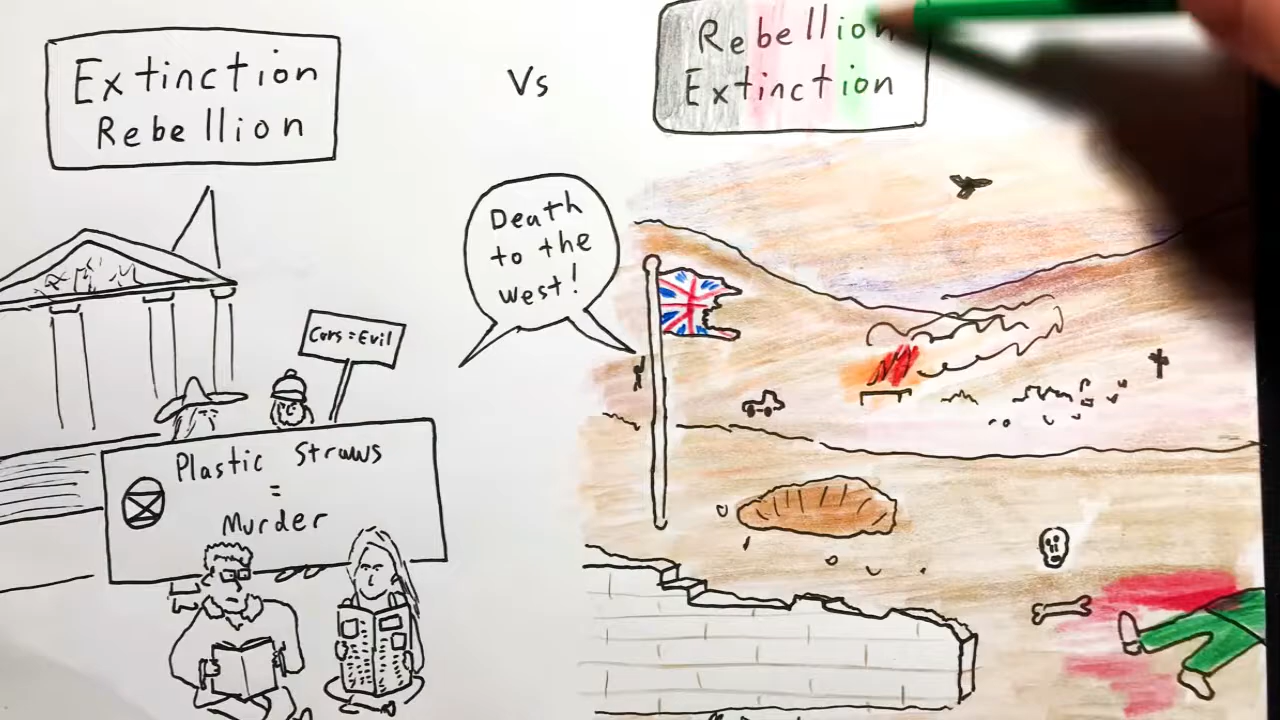 Extinction
Rebellion
Vs
Rebellion
Extinction
Death
to the
west!
Cars = Evil
Plastic Straws
=
Murder